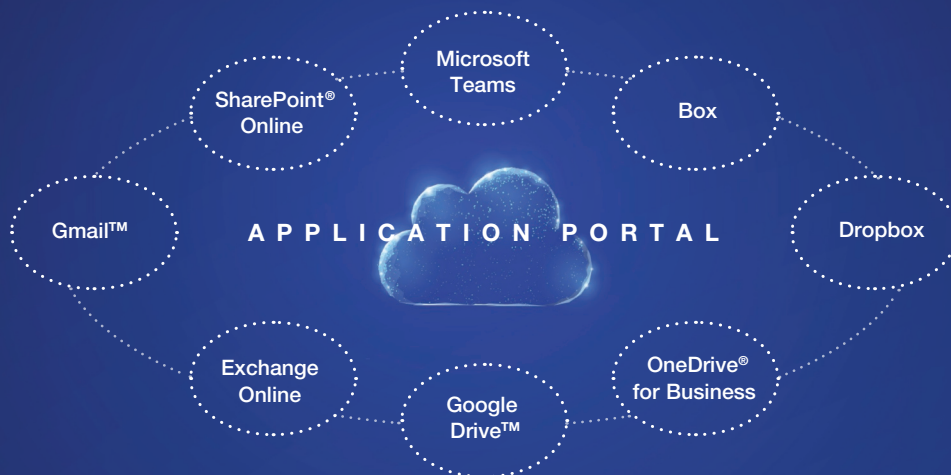 Microsoft
Teams
SharePoint®
Online
Box
Gmail™
APPLICATION PORTAL
Dropbox
Exchange
Online
Google
Drive™
OneDrive®
for Business